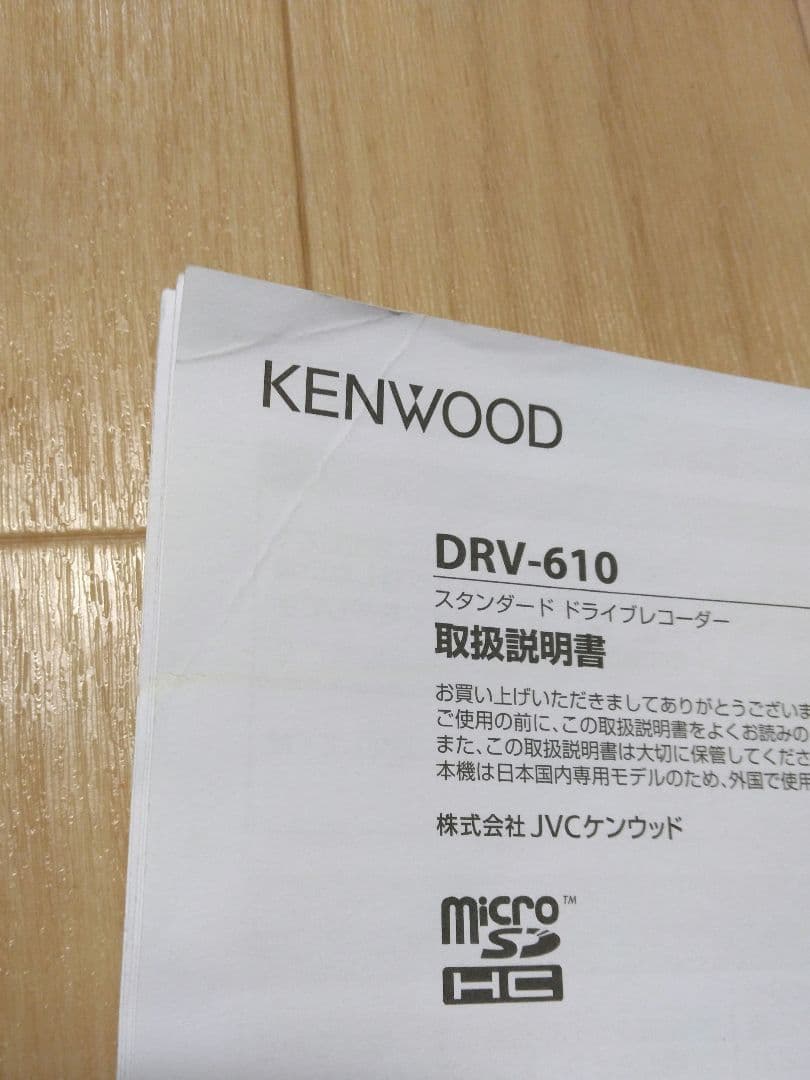 KENWOOD
DRV-610
スタンダード ドライブレコーダー
取扱説明書
お買い上げいただきましてありがとうございま
ご使用の前に、この取扱説明書をよくお読みの
また、この取扱説明書は大切に保管してくださ
本機は日本国内専用モデルのため、外国で使用
株式会社 JVCケンウッド
micro™
SD
HC